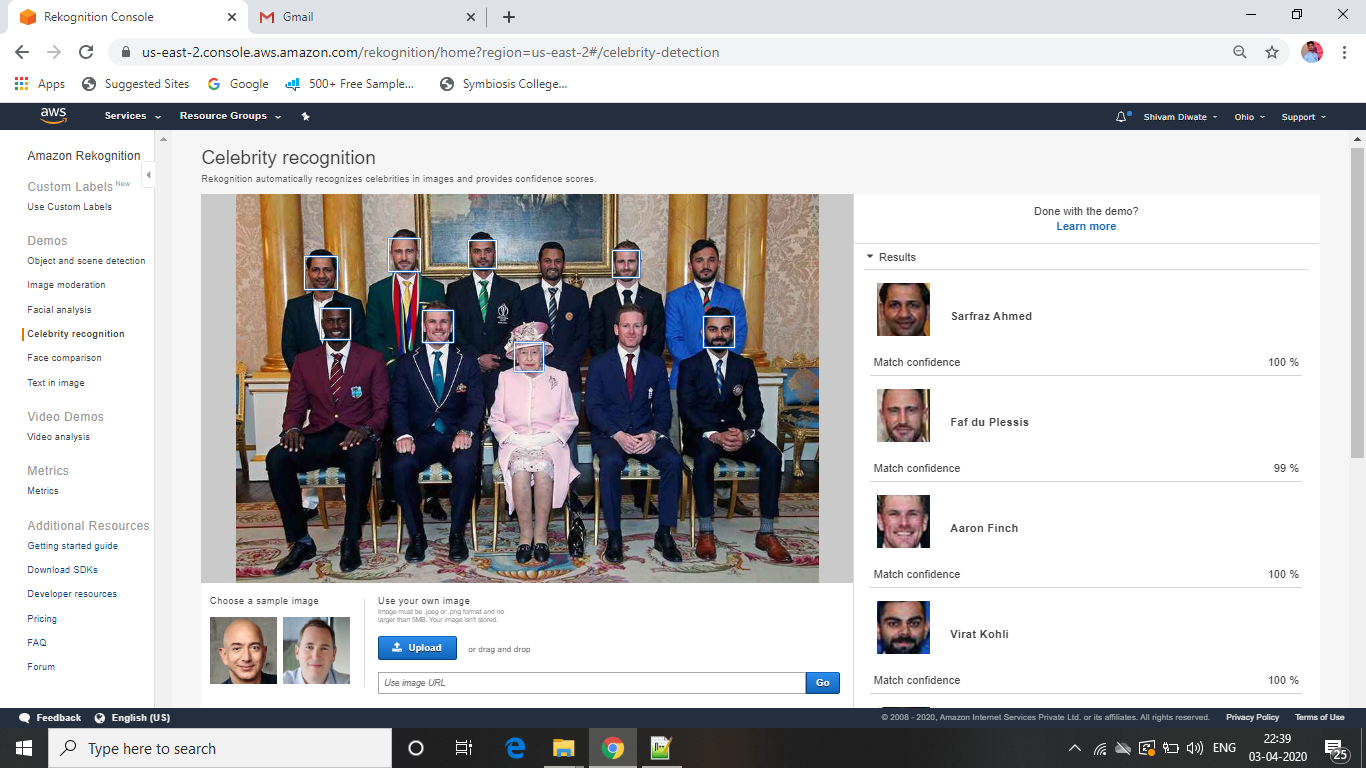 Rekognition Console
Gmail
us-east-2.console.aws.amazon.com/rekognition/home?region=us-east-2#/celebrity-detection
Apps Suggested Sites Google 500+ Free Sample... Symbiosis College...
aws Services Resource Groups Shivam Diwate Ohio Support
Amazon Rekognition
Custom Labels New
Use Custom Labels
Demos
Object and scene detection
Image moderation
Facial analysis
Celebrity recognition
Face comparison
Text in image
Video Demos
Video analysis
Metrics
Metrics
Additional Resources
Getting started guide
Download SDKs
Developer resources
Pricing
FAQ
Forum
Celebrity recognition
Rekognition automatically recognizes celebrities in images and provides confidence scores.
Choose a sample image
Use your own image
Image must be .jpeg or .png format and no
larger than 5MB. Your image isn't stored.
Upload or drag and drop
Use image URL Go
Done with the demo?
Learn more
Results
Sarfraz Ahmed
Match confidence 100 %
Faf du Plessis
Match confidence 99 %
Aaron Finch
Match confidence 100 %
Virat Kohli
Match confidence 100 %
Feedback English (US) © 2008 - 2020, Amazon Internet Services Private Ltd. or its affiliates. All rights reserved. Privacy Policy Terms of Use
Type here to search
ENG
22:39
03-04-2020
25